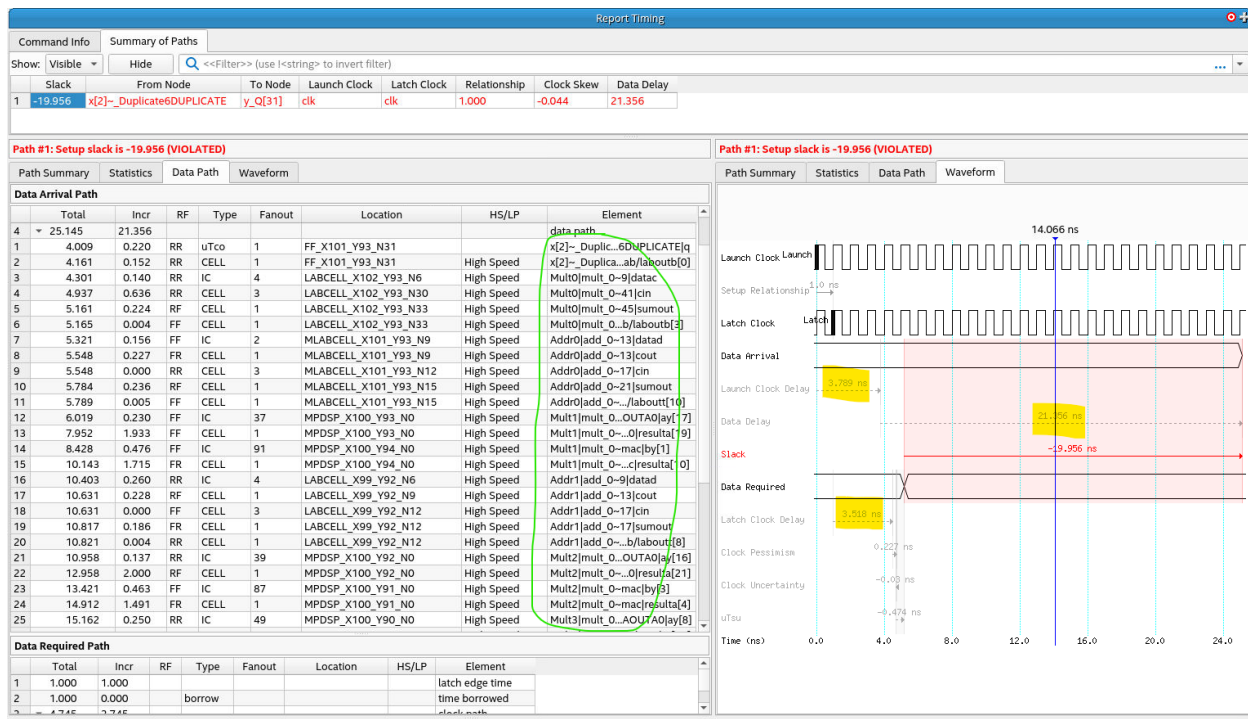 Report Timing
Command Info Summary of Paths
Show: Visible Hide <<Filter>> (use !<string> to invert filter) ...
Slack From Node To Node Launch Clock Latch Clock Relationship Clock Skew Data Delay
1 -19.956 x[2]~_Duplicate6DUPLICATE y_Q[31] clk clk 1.000 -0.044 21.356
Path #1: Setup slack is -19.956 (VIOLATED)
Path Summary Statistics Data Path Waveform
Data Arrival Path
Total Incr RF Type Fanout Location HS/LP Element
4 25.145 21.356 data path
1 4.009 0.220 RR uTco 1 FF_X101_Y93_N31 x[2]~_Duplic...6DUPLICATE|q
2 4.161 0.152 RR CELL 1 FF_X101_Y93_N31 High Speed x[2]~_Duplica...ab/laboutb[0]
3 4.301 0.140 RR IC 4 LABCELL_X102_Y93_N6 High Speed Mult0|mult_0~9|datac
4 4.937 0.636 RR CELL 3 LABCELL_X102_Y93_N30 High Speed Mult0|mult_0~41|cin
5 5.161 0.224 RF CELL 1 LABCELL_X102_Y93_N33 High Speed Mult0|mult_0~45|sumout
6 5.165 0.004 FF CELL 1 LABCELL_X102_Y93_N33 High Speed Mult0|mult_0...b/laboutb[3]
7 5.321 0.156 FF IC 2 MLABCELL_X101_Y93_N9 High Speed Addr0|add_0~13|datad
8 5.548 0.227 FR CELL 1 MLABCELL_X101_Y93_N9 High Speed Addr0|add_0~13|cout
9 5.548 0.000 RR CELL 3 MLABCELL_X101_Y93_N12 High Speed Addr0|add_0~17|cin
10 5.784 0.236 RF CELL 1 MLABCELL_X101_Y93_N15 High Speed Addr0|add_0~21|sumout
11 5.789 0.005 FF CELL 1 MLABCELL_X101_Y93_N15 High Speed Addr0|add_0~.../laboutt[10]
12 6.019 0.230 FF IC 37 MPDSP_X100_Y93_N0 High Speed Mult1|mult_0...OUTA0|ay[17]
13 7.952 1.933 FF CELL 1 MPDSP_X100_Y93_N0 High Speed Mult1|mult_0~...0|resulta[19]
14 8.428 0.476 FF IC 91 MPDSP_X100_Y94_N0 High Speed Mult1|mult_0~mac|by[1]
15 10.143 1.715 FR CELL 1 MPDSP_X100_Y94_N0 High Speed Mult1|mult_0~...c|resulta[10]
16 10.403 0.260 RR IC 4 LABCELL_X99_Y92_N6 High Speed Addr1|add_0~9|datad
17 10.631 0.228 RF CELL 1 LABCELL_X99_Y92_N9 High Speed Addr1|add_0~13|cout
18 10.631 0.000 FF CELL 3 LABCELL_X99_Y92_N12 High Speed Addr1|add_0~17|cin
19 10.817 0.186 FR CELL 1 LABCELL_X99_Y92_N12 High Speed Addr1|add_0~17|sumout
20 10.821 0.004 RR CELL 1 LABCELL_X99_Y92_N12 High Speed Addr1|add_0~...b/laboutt[8]
21 10.958 0.137 RR IC 39 MPDSP_X100_Y92_N0 High Speed Mult2|mult_0...OUTA0|ay[16]
22 12.958 2.000 RF CELL 1 MPDSP_X100_Y92_N0 High Speed Mult2|mult_0~...0|resulta[21]
23 13.421 0.463 FF IC 87 MPDSP_X100_Y91_N0 High Speed Mult2|mult_0~mac|by[3]
24 14.912 1.491 FR CELL 1 MPDSP_X100_Y91_N0 High Speed Mult2|mult_0~mac|resulta[4]
25 15.162 0.250 RR IC 49 MPDSP_X100_Y90_N0 High Speed Mult3|mult_0...AOUTA0|ay[8]
Data Required Path
Total Incr RF Type Fanout Location HS/LP Element
1 1.000 1.000 latch edge time
2 1.000 0.000 borrow time borrowed
Path #1: Setup slack is -19.956 (VIOLATED)
Path Summary Statistics Data Path Waveform
14.066 ns
Launch Clock Launch
Setup Relationship 1.0 ns
Latch Clock Latch
Data Arrival
Launch Clock Delay 3.789 ns
Data Delay 21.356 ns
Slack -19.956 ns
Data Required
Latch Clock Delay 3.518 ns
Clock Pessimism 0.227 ns
Clock Uncertainty -0.03 ns
uTsu -0.474 ns
Time (ns) 0.0 4.0 8.0 12.0 16.0 20.0 24.0